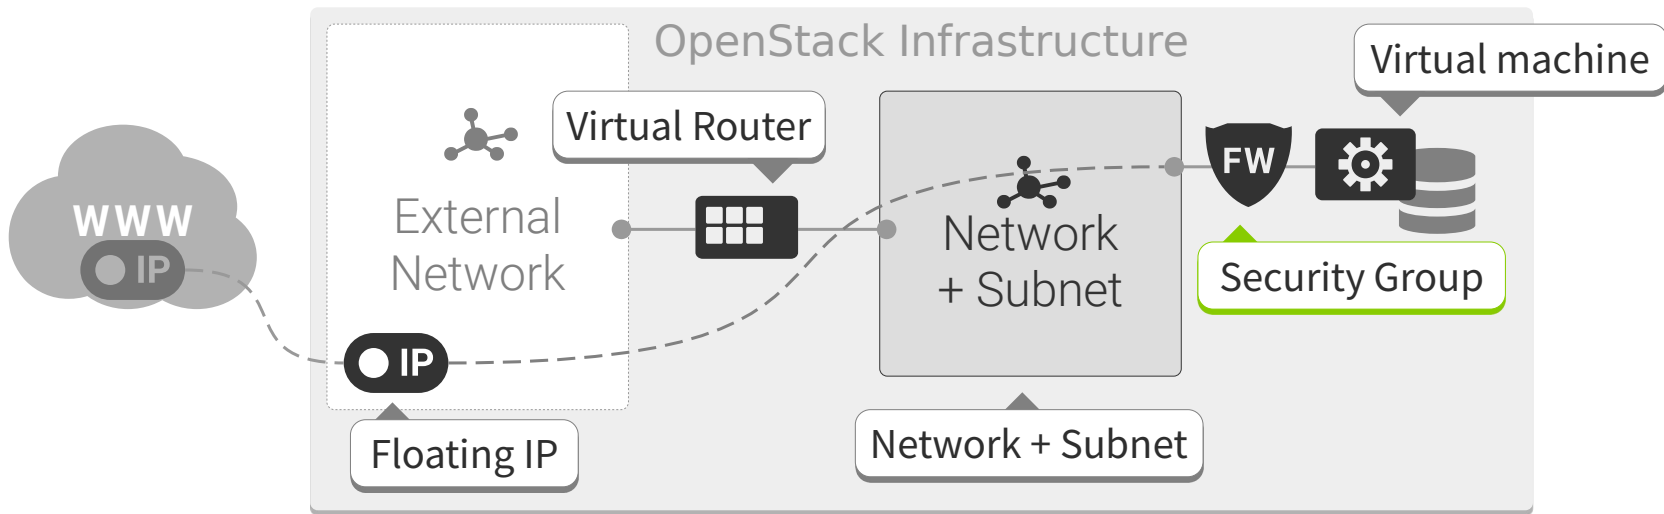 OpenStack Infrastructure
Virtual machine
Virtual Router
FW
WWW
IP
External
Network
Network
+ Subnet
Security Group
IP
Floating IP
Network + Subnet